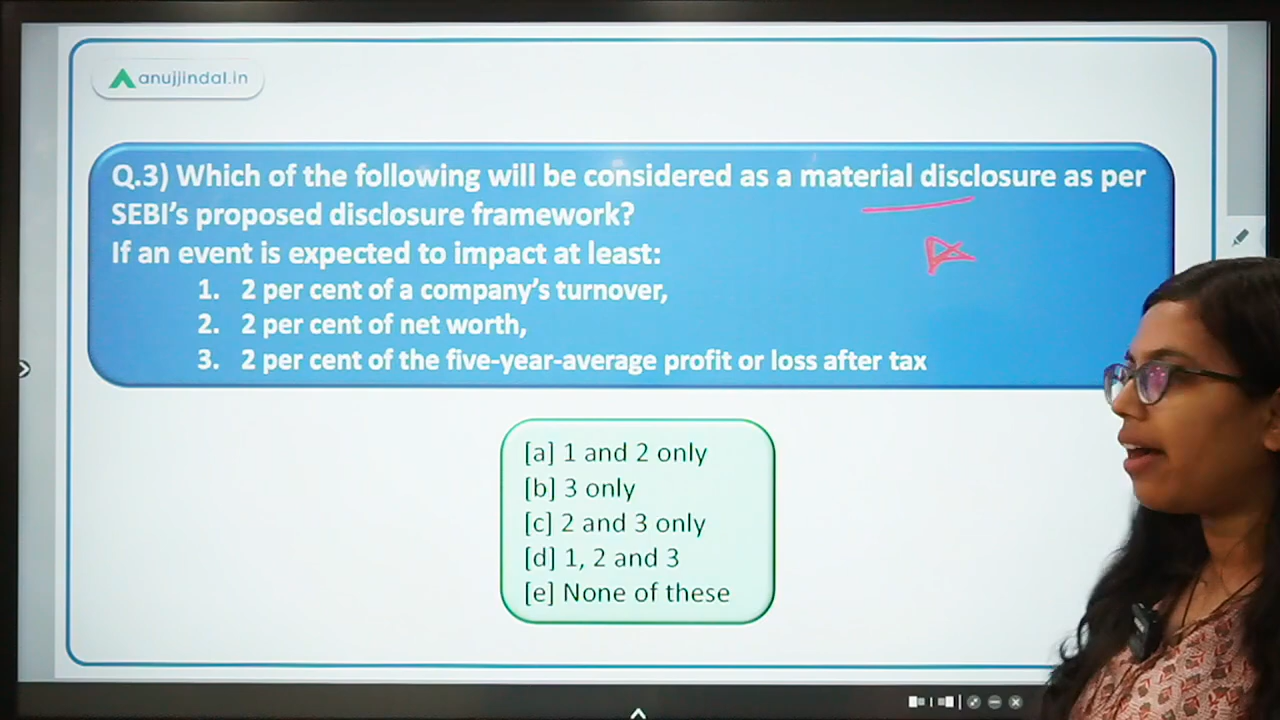 anujjindal.in
Q.3) Which of the following will be considered as a material disclosure as per
SEBI's proposed disclosure framework?
If an event is expected to impact at least:
1. 2 per cent of a company's turnover,
2. 2 per cent of net worth,
3. 2 per cent of the five-year-average profit or loss after tax
[a] 1 and 2 only
[b] 3 only
[c] 2 and 3 only
[d] 1, 2 and 3
[e] None of these